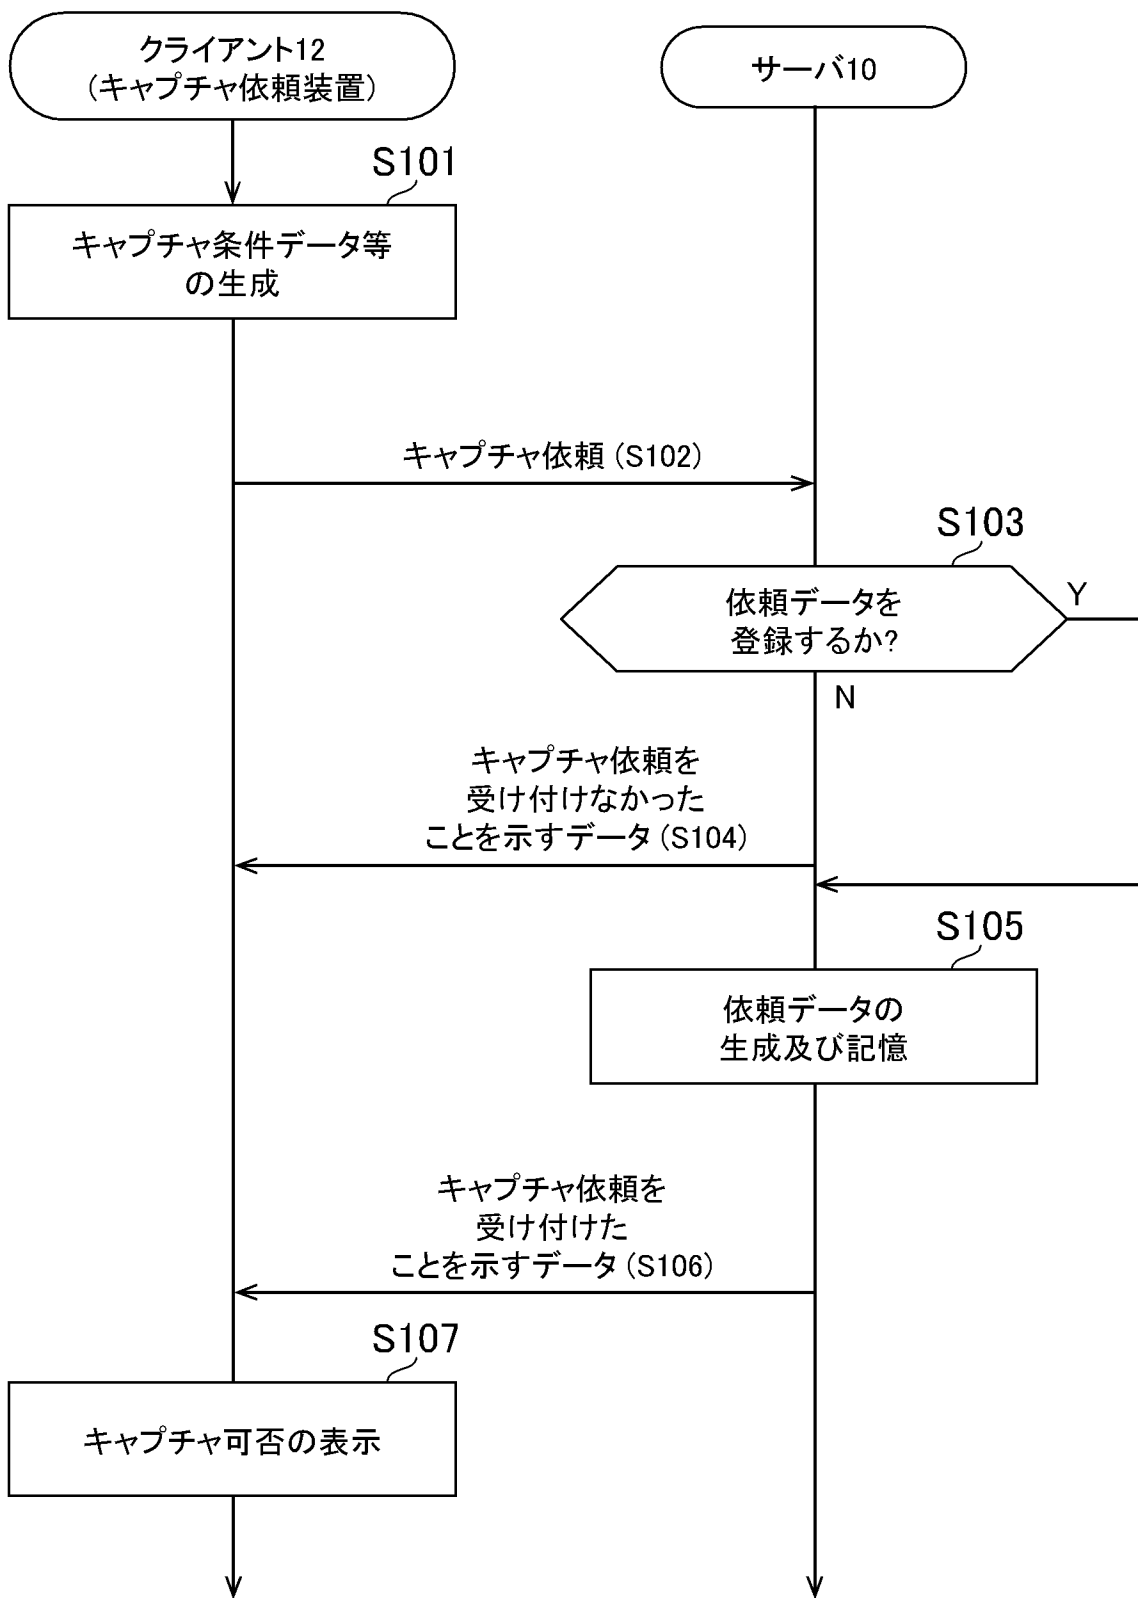 クライアント12
(キャプチャ依頼装置)
サーバ10
S101
キャプチャ条件データ等
の生成
キャプチャ依頼(S102)
S103
依頼データを
登録するか?
Y
N
キャプチャ依頼を
受け付けなかった
ことを示すデータ(S104)
S105
依頼データの
生成及び記憶
キャプチャ依頼を
受け付けた
ことを示すデータ(S106)
S107
キャプチャ可否の表示